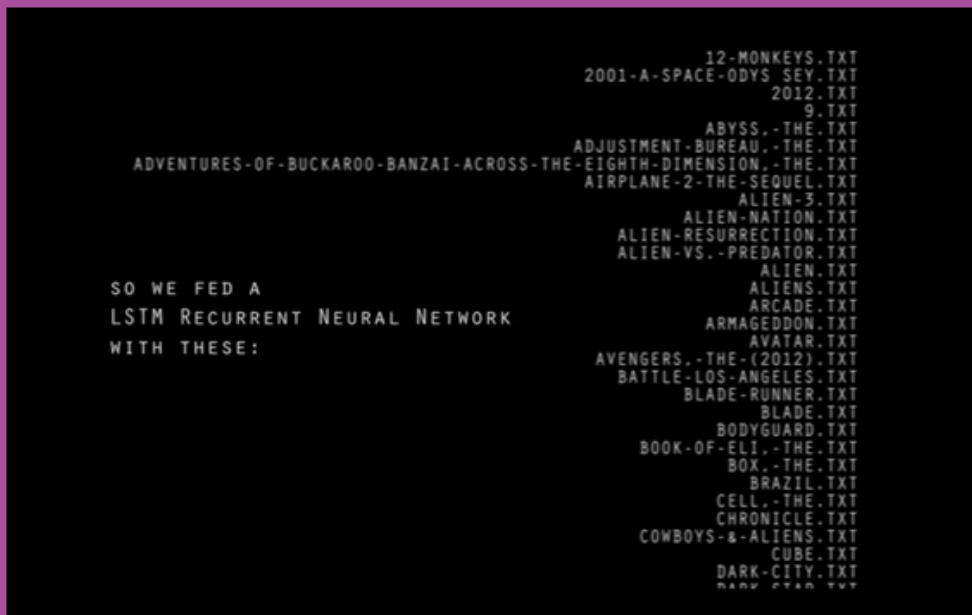 12-MONKEYS.TXT
2001-A-SPACE-ODYS SEY.TXT
2012.TXT
9.TXT
ABYSS,-THE.TXT
ADJUSTMENT-BUREAU,-THE.TXT
ADVENTURES-OF-BUCKAROO-BANZAI-ACROSS-THE-EIGHTH-DIMENSION,-THE.TXT
AIRPLANE-2-THE-SEQUEL.TXT
ALIEN-3.TXT
ALIEN-NATION.TXT
ALIEN-RESURRECTION.TXT
ALIEN-VS.-PREDATOR.TXT
ALIEN.TXT
ALIENS.TXT
ARCADE.TXT
ARMAGEDDON.TXT
AVATAR.TXT
AVENGERS,-THE-(2012).TXT
BATTLE-LOS-ANGELES.TXT
BLADE-RUNNER.TXT
BLADE.TXT
BODYGUARD.TXT
BOOK-OF-ELI,-THE.TXT
BOX,-THE.TXT
BRAZIL.TXT
CELL,-THE.TXT
CHRONICLE.TXT
COWBOYS-&-ALIENS.TXT
CUBE.TXT
DARK-CITY.TXT
DARK-STAR.TXT
SO WE FED A
LSTM RECURRENT NEURAL NETWORK
WITH THESE: